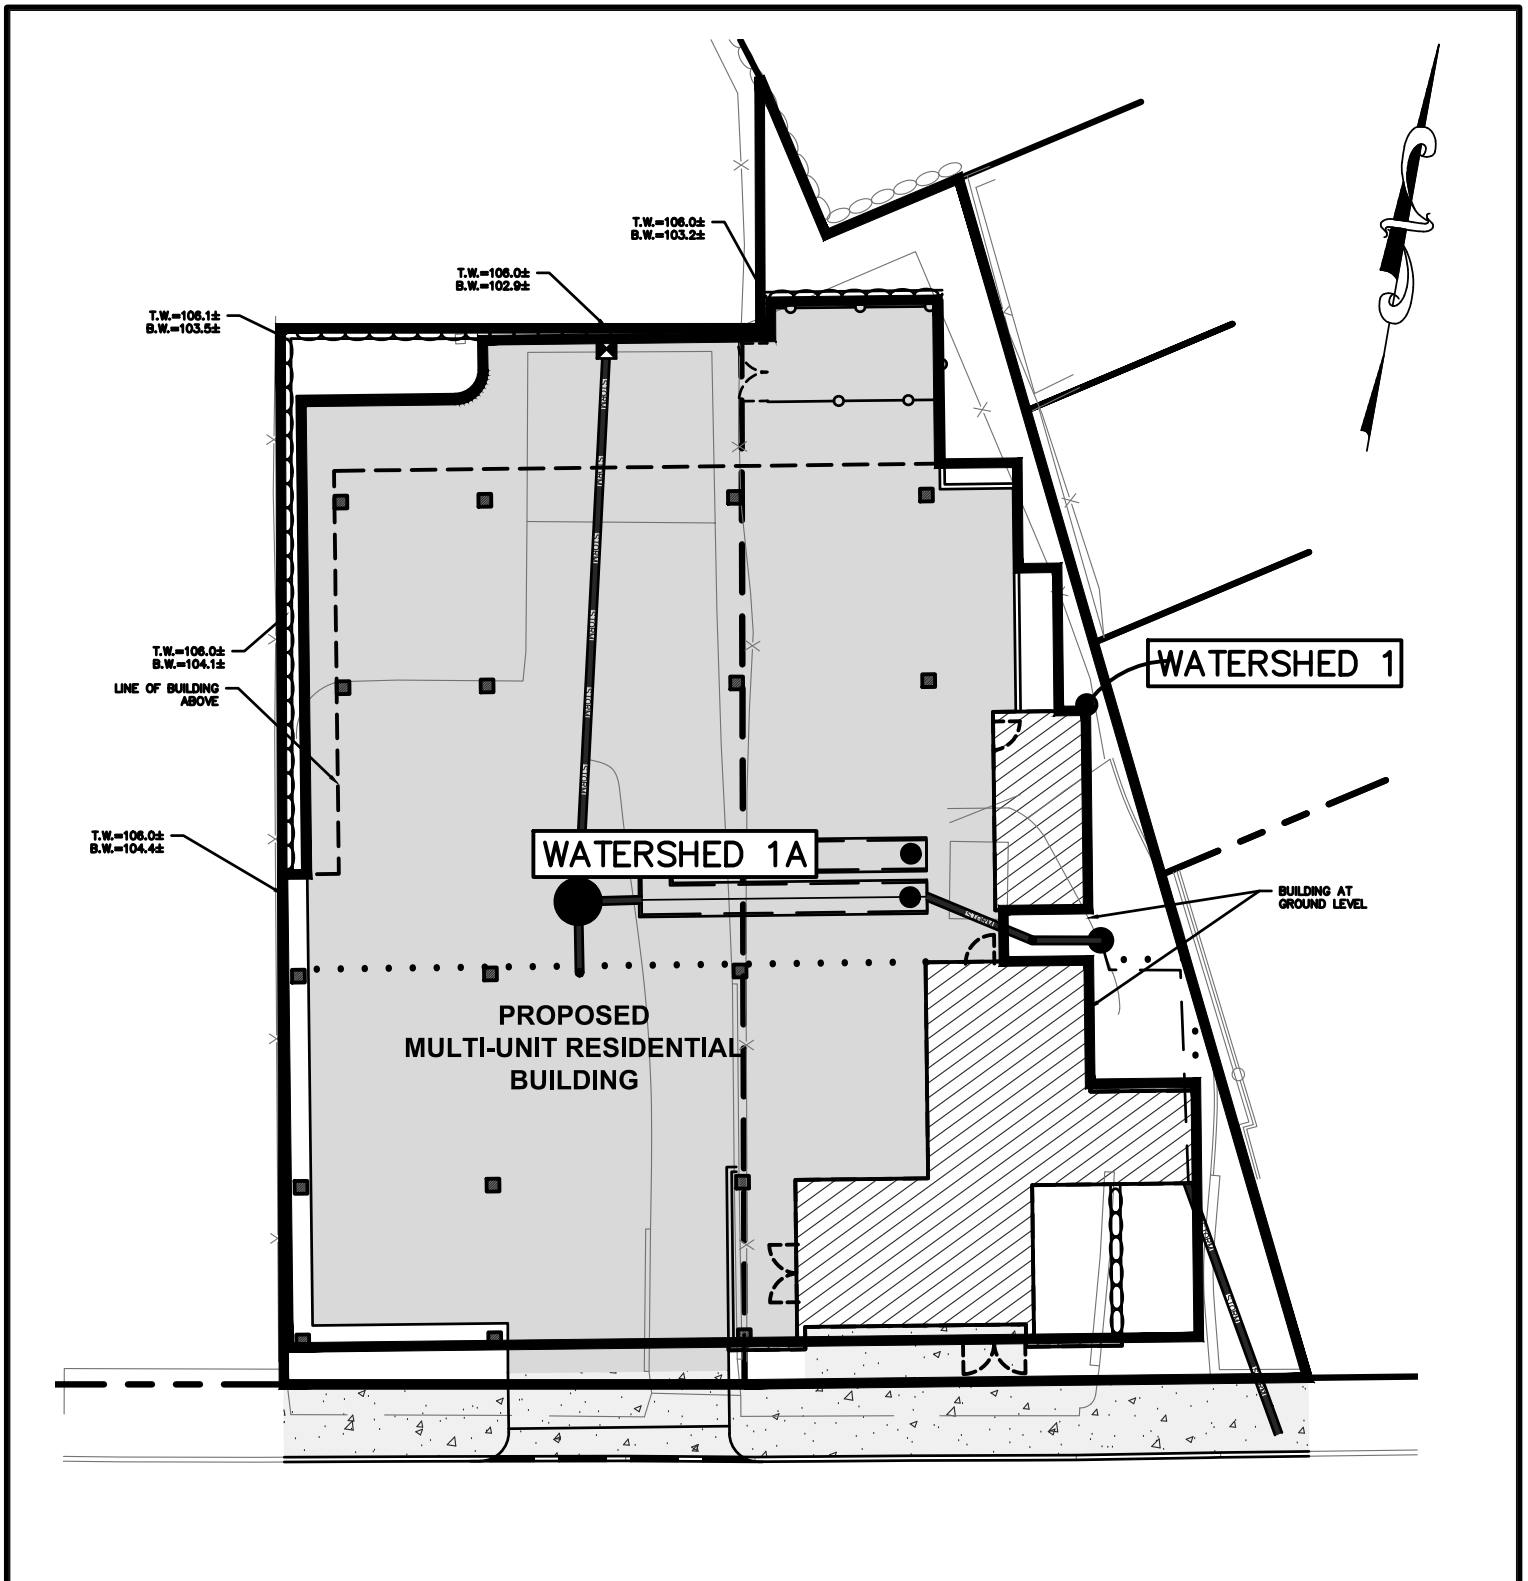 T.W.=106.0±
B.W.=103.2±
T.W.=106.0±
B.W.=102.9±
T.W.=106.1±
B.W.=103.5±
T.W.=106.0±
B.W.=104.1±
LINE OF BUILDING
ABOVE
WATERSHED 1
T.W.=106.0±
B.W.=104.4±
WATERSHED 1A
BUILDING AT
GROUND LEVEL
PROPOSED
MULTI-UNIT RESIDENTIAL
BUILDING